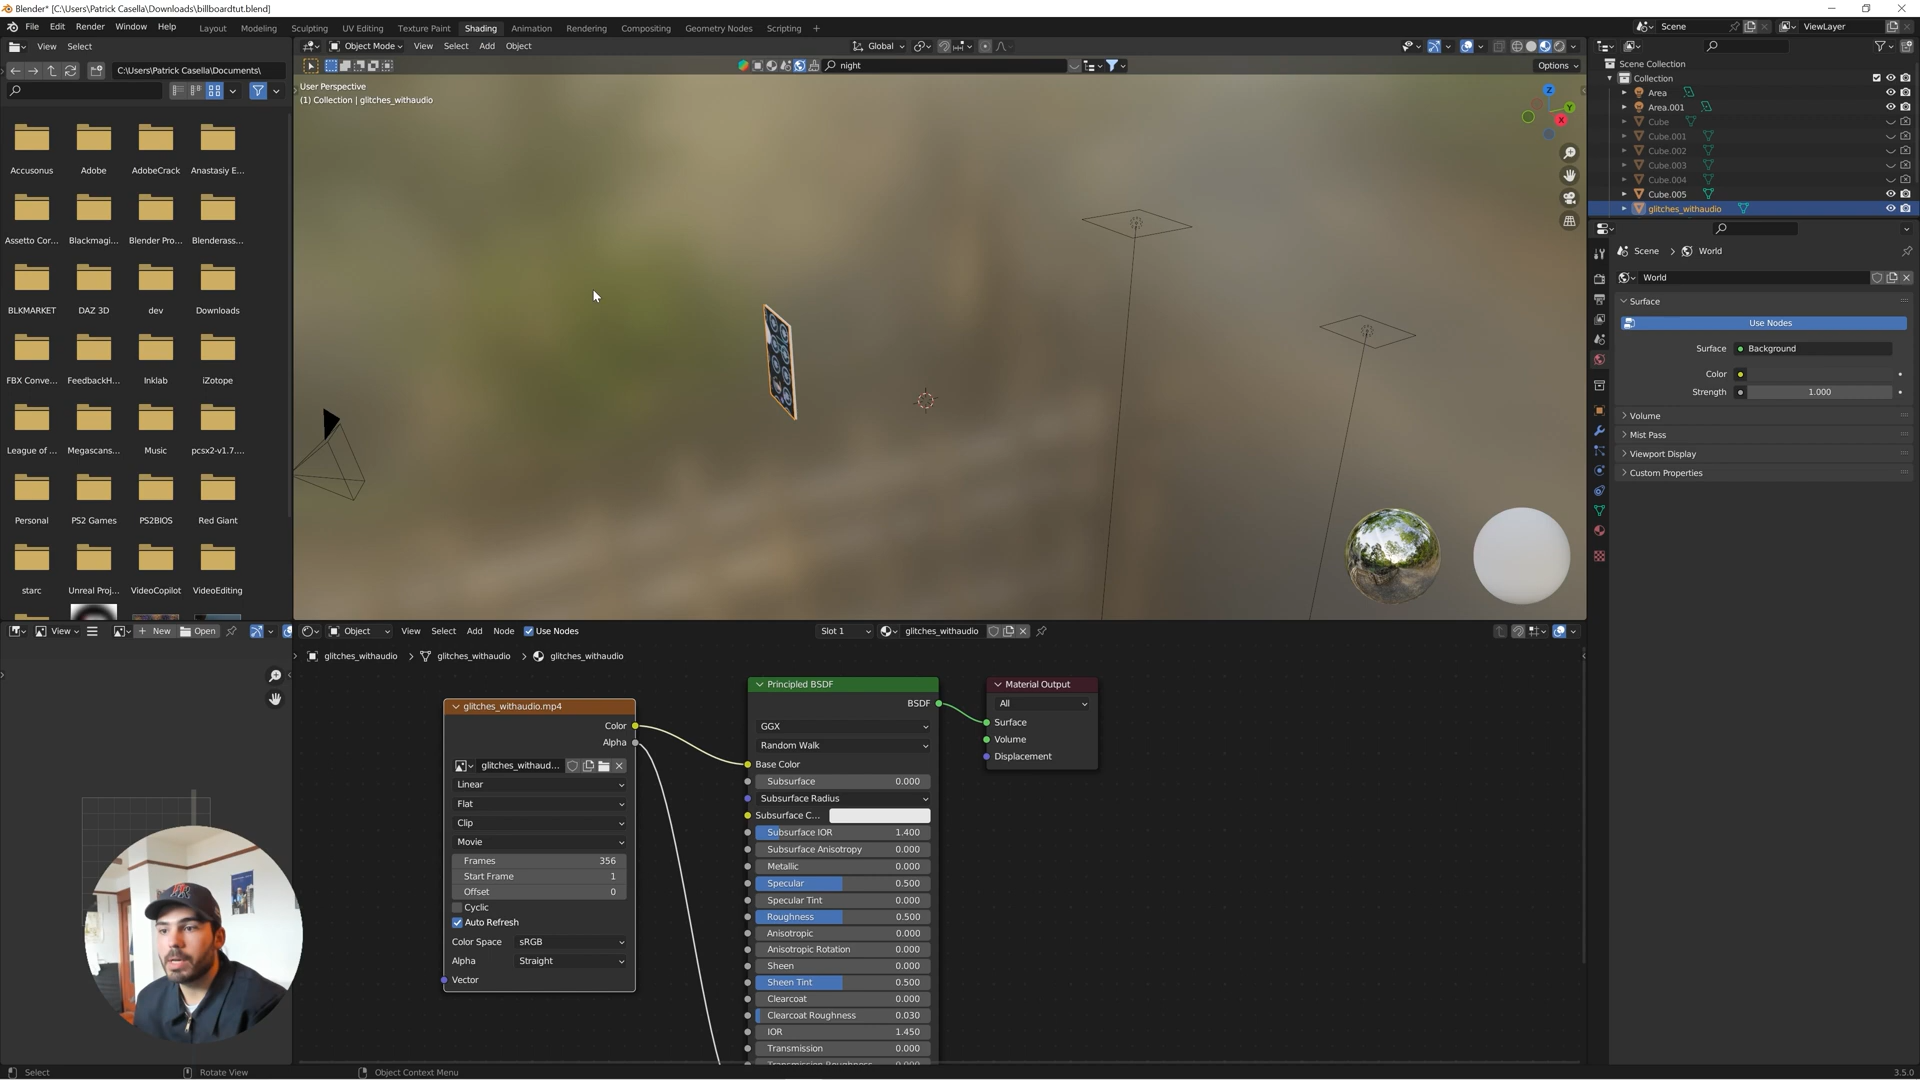 Blender* [C:\Users\Patrick Casella\Downloads\billboardtut.blend]
File Edit Render Window Help Layout Modeling Sculpting UV Editing Texture Paint Shading Animation Rendering Compositing Geometry Nodes Scripting + Scene ViewLayer
View Select
Object Mode View Select Add Object Global
C:\Users\Patrick Casella\Documents\
night
Options
User Perspective
(1) Collection | glitches_withaudio
Accusonus Adobe AdobeCrack Anastasiy E...
Assetto Cor... Blackmagi... Blender Pro... Blenderass...
BLKMARKET DAZ 3D dev Downloads
FBX Conve... FeedbackH... Inklab iZotope
League of ... Megascans... Music pcsx2-v1.7....
Personal PS2 Games PS2BIOS Red Giant
starc Unreal Proj... VideoCopilot VideoEditing
Z
Y
X
Scene Collection
Collection
Area
Area.001
Cube
Cube.001
Cube.002
Cube.003
Cube.004
Cube.005
glitches_withaudio
Scene > World
World
Surface
Use Nodes
Surface Background
Color
Strength 1.000
Volume
Mist Pass
Viewport Display
Custom Properties
View New Open
Object View Select Add Node Use Nodes Slot 1 glitches_withaudio
glitches_withaudio > glitches_withaudio > glitches_withaudio
glitches_withaudio.mp4
Color
Alpha
glitches_withaud...
Linear
Flat
Clip
Movie
Frames 356
Start Frame 1
Offset 0
Cyclic
Auto Refresh
Color Space sRGB
Alpha Straight
Vector
Principled BSDF
BSDF
GGX
Random Walk
Base Color
Subsurface 0.000
Subsurface Radius
Subsurface C...
Subsurface IOR 1.400
Subsurface Anisotropy 0.000
Metallic 0.000
Specular 0.500
Specular Tint 0.000
Roughness 0.500
Anisotropic 0.000
Anisotropic Rotation 0.000
Sheen 0.000
Sheen Tint 0.500
Clearcoat 0.000
Clearcoat Roughness 0.030
IOR 1.450
Transmission 0.000
Transmission Roughness 0.000
Material Output
All
Surface
Volume
Displacement
Select Rotate View Object Context Menu 3.5.0